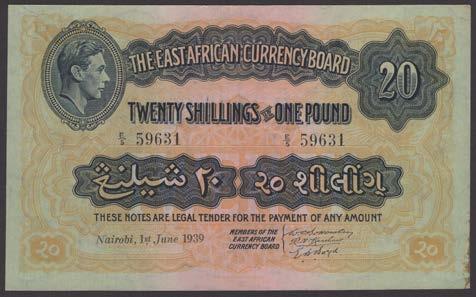 THE EAST AFRICAN CURRENCY BOARD
20
TWENTY SHILLINGS OR ONE POUND
E/5 59631 E/5 59631
شيلنڠ ٢٠ ૨૦ શીલીંગ
THESE NOTES ARE LEGAL TENDER FOR THE PAYMENT OF ANY AMOUNT
Nairobi, 1st June 1939
MEMBERS OF THE
EAST AFRICAN
CURRENCY BOARD
20 20